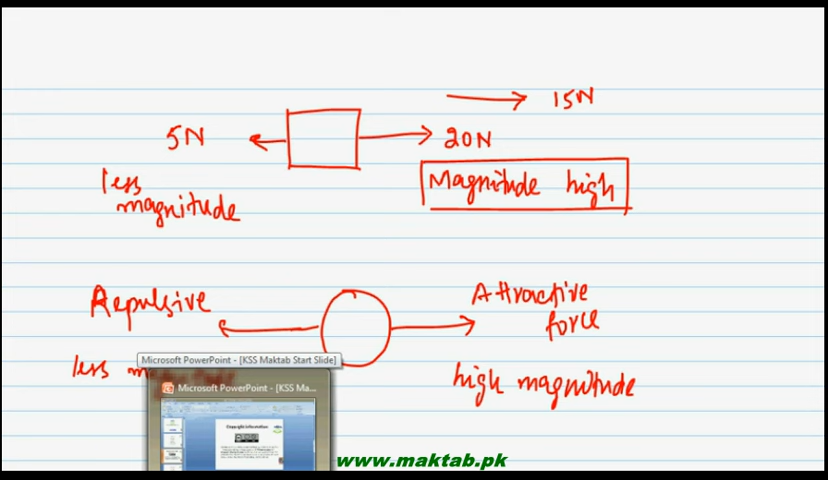 15N
5N
20N
less
magnitude
Magnitude high
Repulsive
Attractive
force
less
high magnitude
Microsoft PowerPoint - [KSS Maktab Start Slide]
Microsoft PowerPoint - [KSS Ma...
Copyright Information
www.maktab.pk